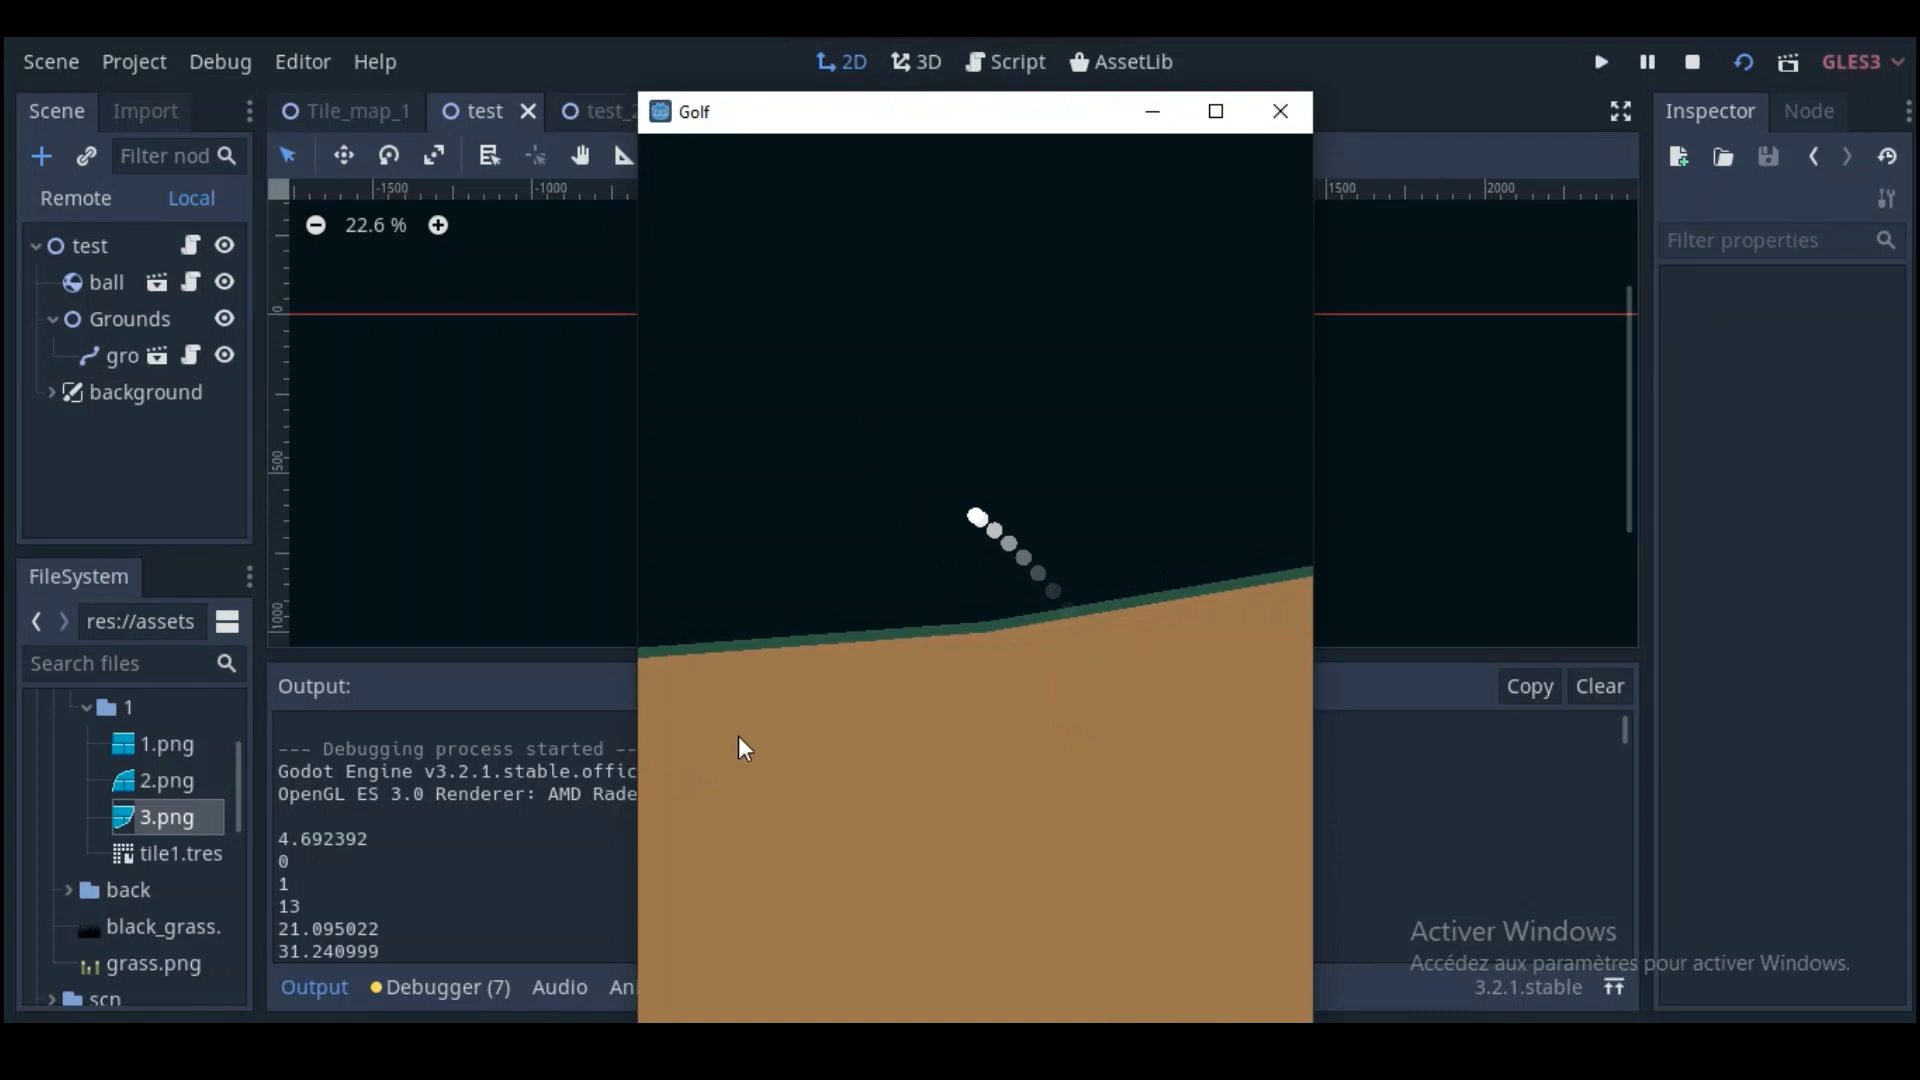 Scene Project Debug Editor Help 2D 3D Script AssetLib GLES3
Scene Import Tile_map_1 test test_ Golf Inspector Node
Filter nod
Remote Local
-1500 -1000 1500 2000
22.6 %
Filter properties
test
ball
Grounds
gro
background
0
500
1000
FileSystem
res://assets
Search files
1
1.png
2.png
3.png
tile1.tres
back
black_grass.
grass.png
scn
Output: Copy Clear
--- Debugging process started --
Godot Engine v3.2.1.stable.offic
OpenGL ES 3.0 Renderer: AMD Rade
4.692392
0
1
13
21.095022
31.240999
Output Debugger (7) Audio An
Activer Windows
Accédez aux paramètres pour activer Windows.
3.2.1.stable